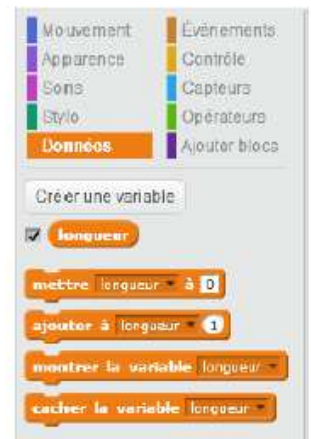 Mouvement Évènements
Apparence Contrôle
Sons Capteurs
Stylo Opérateurs
Données Ajouter blocs
Créer une variable
longueur
mettre longueur à 0
ajouter à longueur 1
montrer la variable longueur
cacher la variable longueur